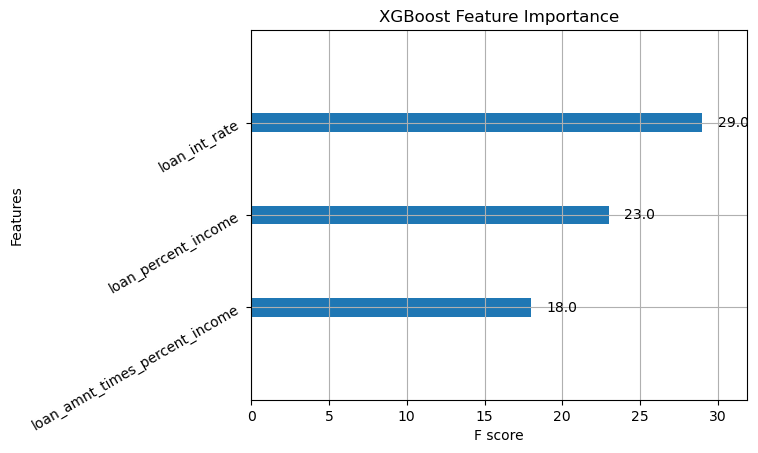 XGBoost Feature Importance
Features
loan_int_rate
29.0
loan_percent_income
23.0
loan_amnt_times_percent_income
18.0
0 5 10 15 20 25 30
F score